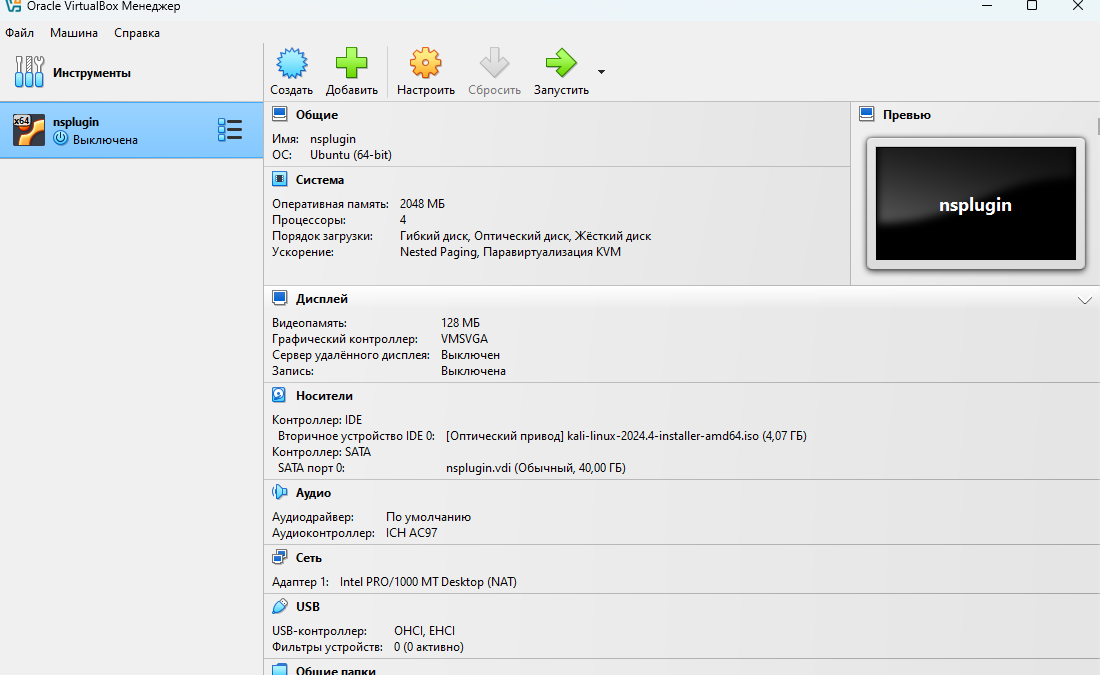 Oracle VirtualBox Менеджер
Файл Машина Справка
Инструменты
Создать Добавить Настроить Сбросить Запустить
x64
nsplugin
Выключена
Общие
Имя: nsplugin
ОС: Ubuntu (64-bit)
Превью
nsplugin
Система
Оперативная память: 2048 МБ
Процессоры: 4
Порядок загрузки: Гибкий диск, Оптический диск, Жёсткий диск
Ускорение: Nested Paging, Паравиртуализация KVM
Дисплей
Видеопамять: 128 МБ
Графический контроллер: VMSVGA
Сервер удалённого дисплея: Выключен
Запись: Выключена
Носители
Контроллер: IDE
Вторичное устройство IDE 0: [Оптический привод] kali-linux-2024.4-installer-amd64.iso (4,07 ГБ)
Контроллер: SATA
SATA порт 0: nsplugin.vdi (Обычный, 40,00 ГБ)
Аудио
Аудиодрайвер: По умолчанию
Аудиоконтроллер: ICH AC97
Сеть
Адаптер 1: Intel PRO/1000 MT Desktop (NAT)
USB
USB-контроллер: OHCI, EHCI
Фильтры устройств: 0 (0 активно)
Общие папки